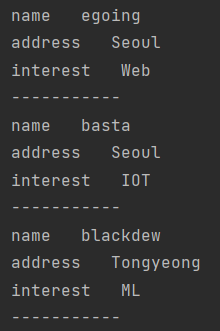 name   egoing
address   Seoul
interest   Web
-----------
name   basta
address   Seoul
interest   IOT
-----------
name   blackdew
address   Tongyeong
interest   ML
-----------